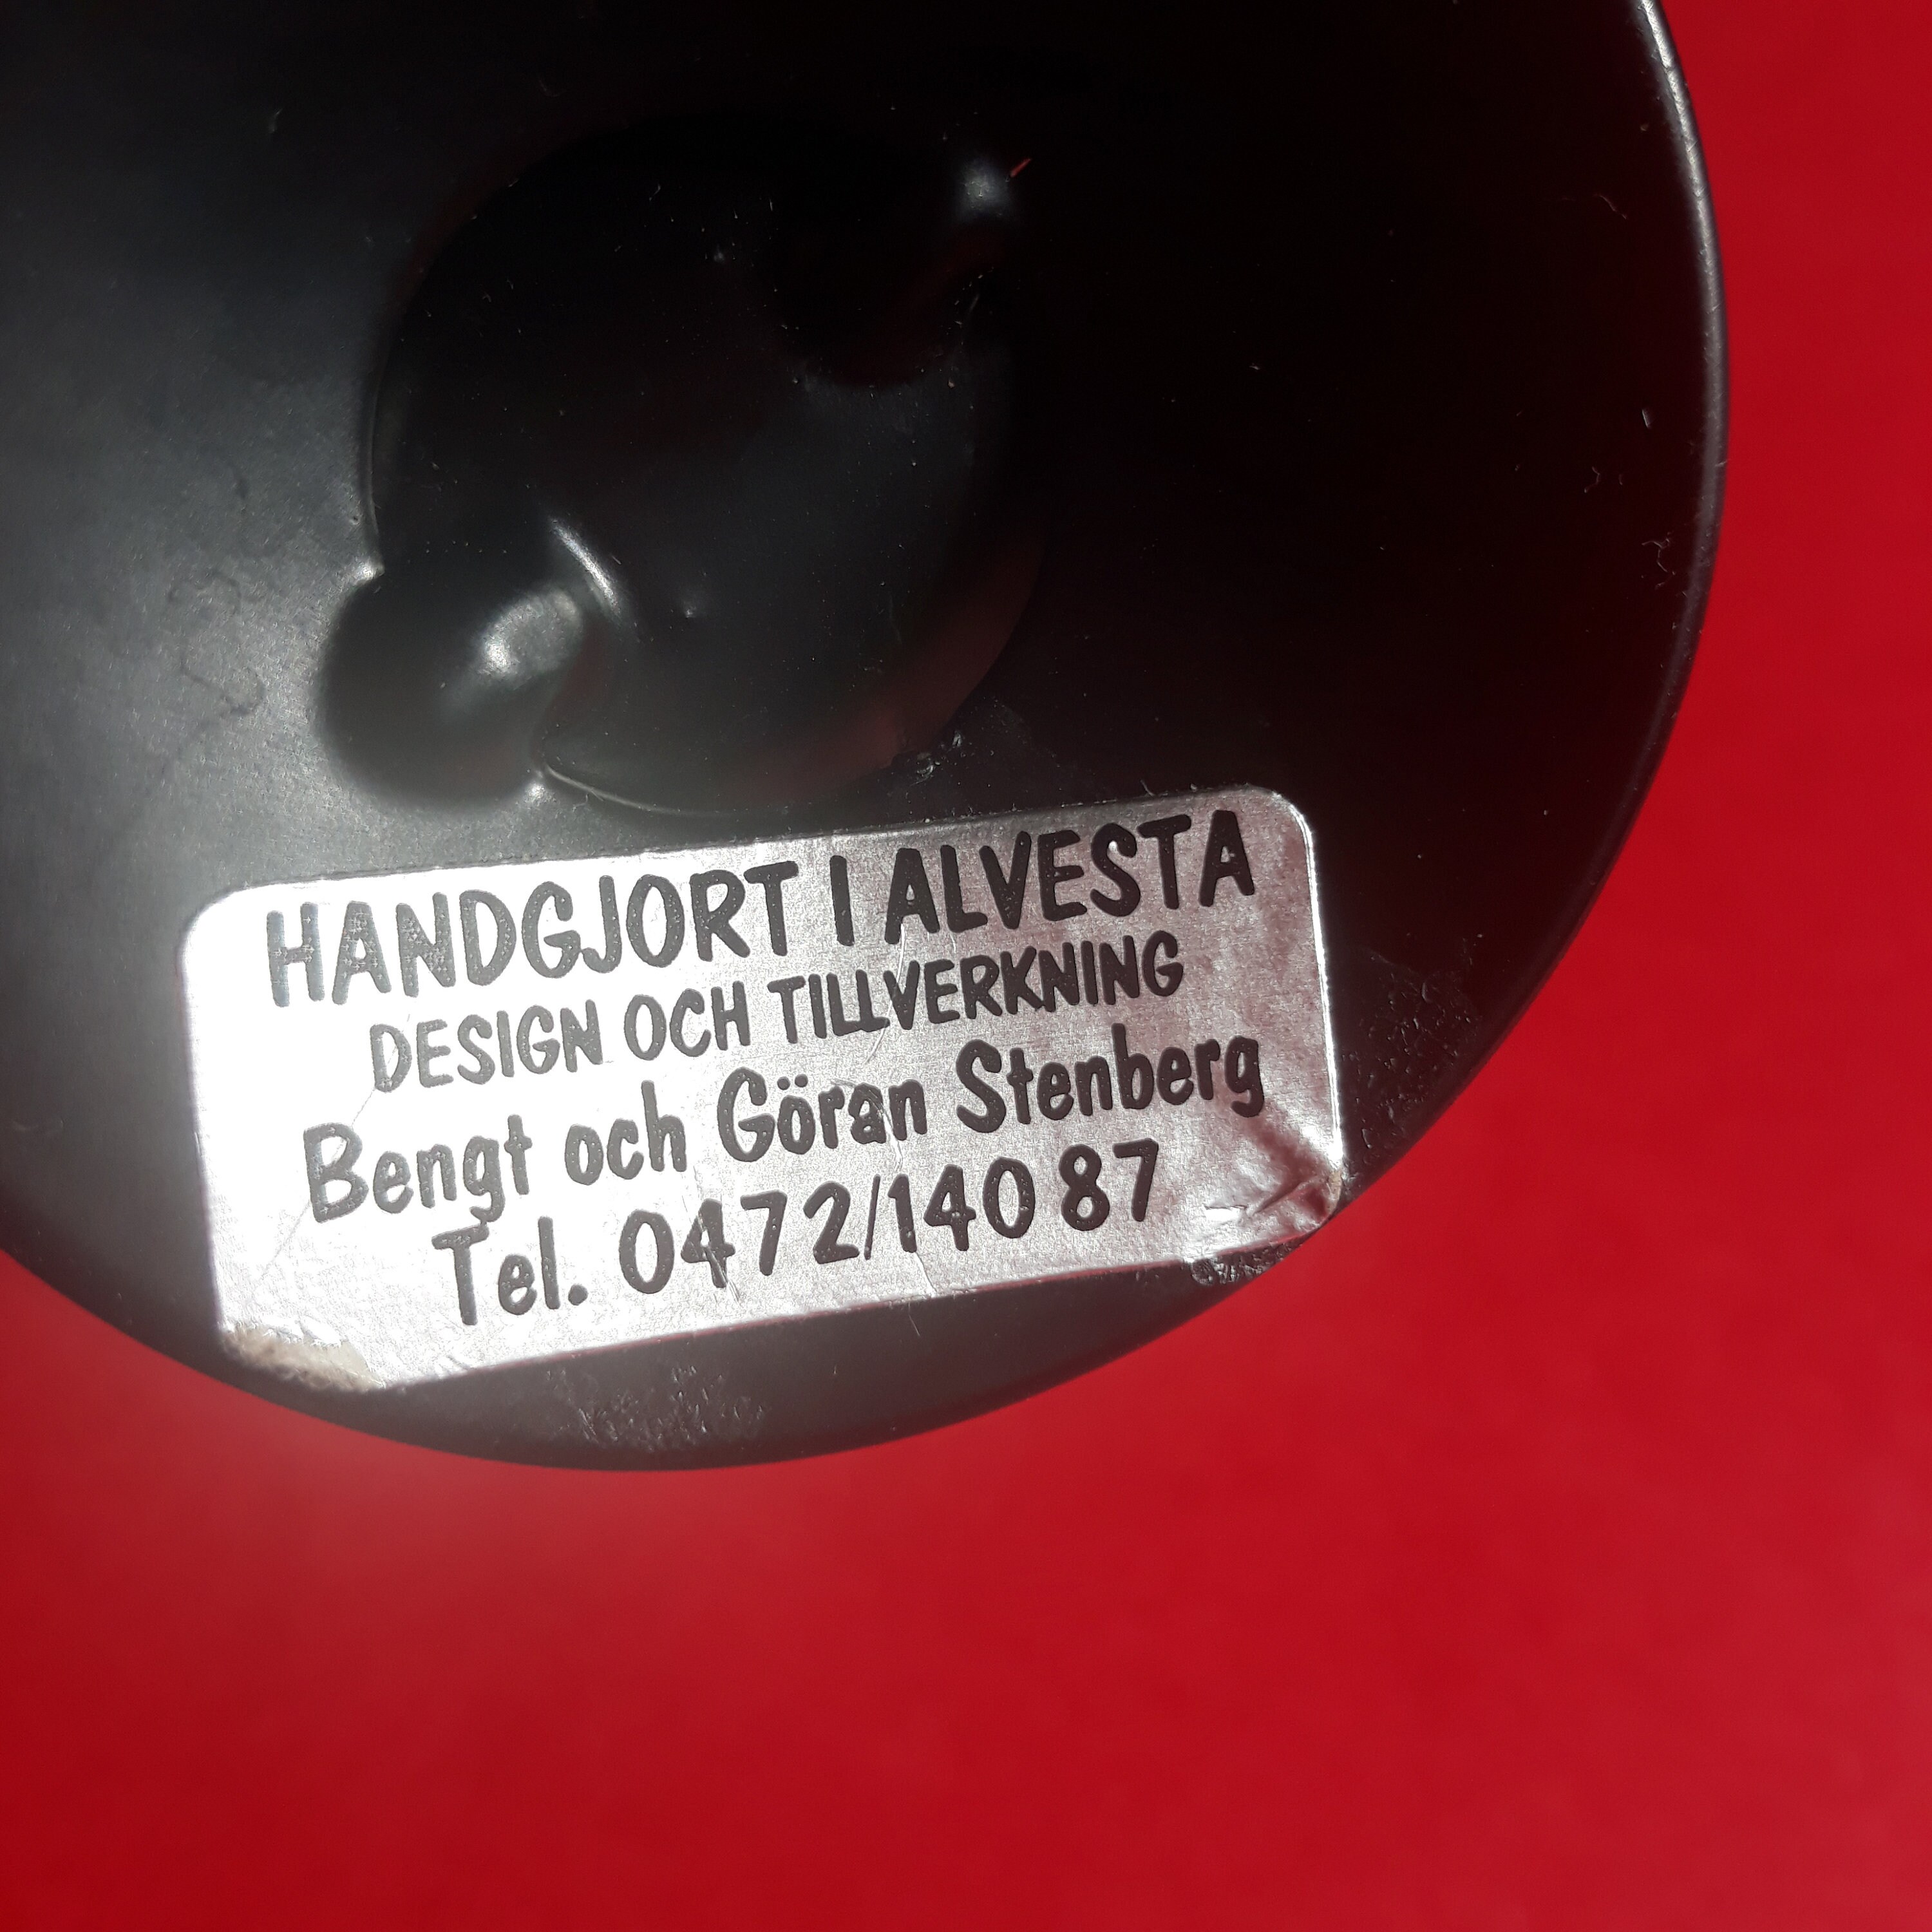 HANDGJORT I ALVESTA
DESIGN OCH TILLVERKNING
Bengt och Göran Stenberg
Tel. 0472/140 87